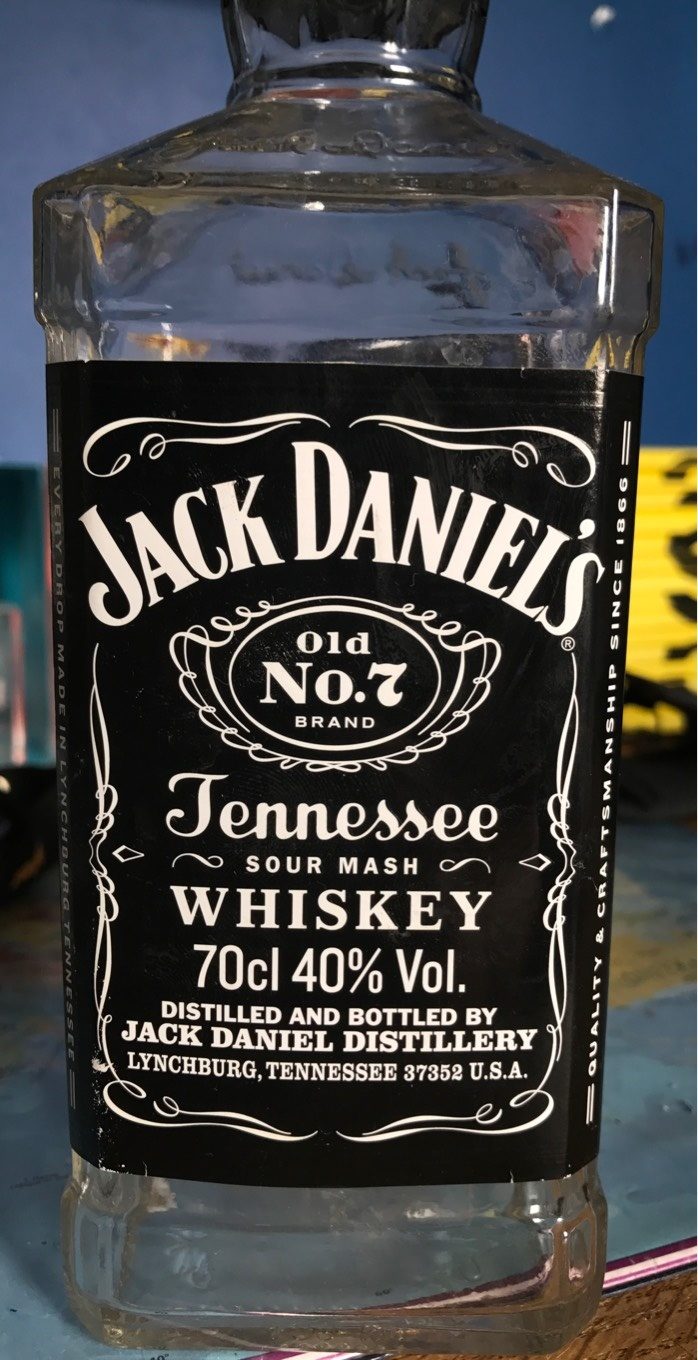 JACK DANIEL'S
®
Old
No.7
BRAND
Tennessee
SOUR MASH
WHISKEY
70cl 40% Vol.
DISTILLED AND BOTTLED BY
JACK DANIEL DISTILLERY
LYNCHBURG, TENNESSEE 37352 U.S.A.
EVERY DROP MADE IN LYNCHBURG TENNESSEE
QUALITY & CRAFTSMANSHIP SINCE 1866